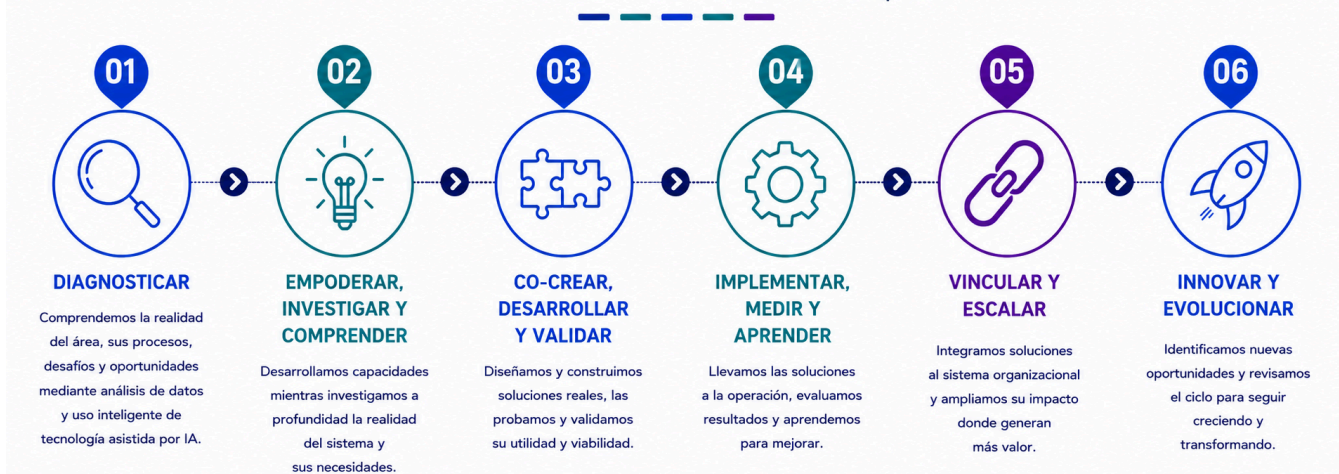 01
DIAGNOSTICAR
Comprendemos la realidad
del área, sus procesos,
desafíos y oportunidades
mediante análisis de datos
y uso inteligente de
tecnología asistida por IA.
02
EMPODERAR,
INVESTIGAR Y
COMPRENDER
Desarrollamos capacidades
mientras investigamos a
profundidad la realidad
del sistema y
sus necesidades.
03
CO-CREAR,
DESARROLLAR
Y VALIDAR
Diseñamos y construimos
soluciones reales, las
probamos y validamos
su utilidad y viabilidad.
04
IMPLEMENTAR,
MEDIR Y
APRENDER
Llevamos las soluciones
a la operación, evaluamos
resultados y aprendemos
para mejorar.
05
VINCULAR Y
ESCALAR
Integramos soluciones
al sistema organizacional
y ampliamos su impacto
donde generan
más valor.
06
INNOVAR Y
EVOLUCIONAR
Identificamos nuevas
oportunidades y revisamos
el ciclo para seguir
creciendo y
transformando.